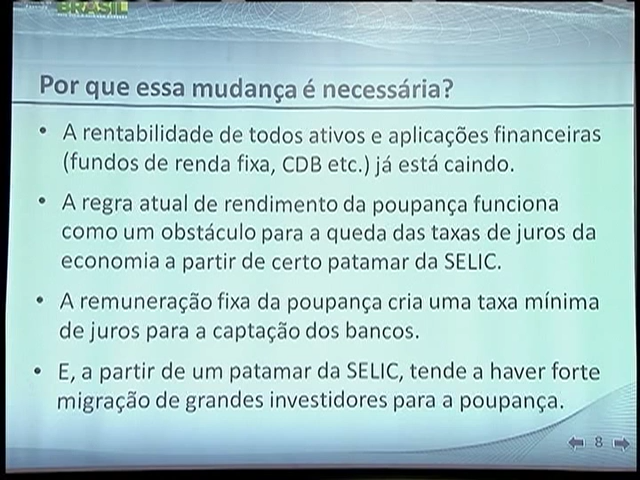 BRASIL
Por que essa mudança é necessária?
• A rentabilidade de todos ativos e aplicações financeiras
(fundos de renda fixa, CDB etc.) já está caindo.
• A regra atual de rendimento da poupança funciona
como um obstáculo para a queda das taxas de juros da
economia a partir de certo patamar da SELIC.
• A remuneração fixa da poupança cria uma taxa mínima
de juros para a captação dos bancos.
• E, a partir de um patamar da SELIC, tende a haver forte
migração de grandes investidores para a poupança.
8